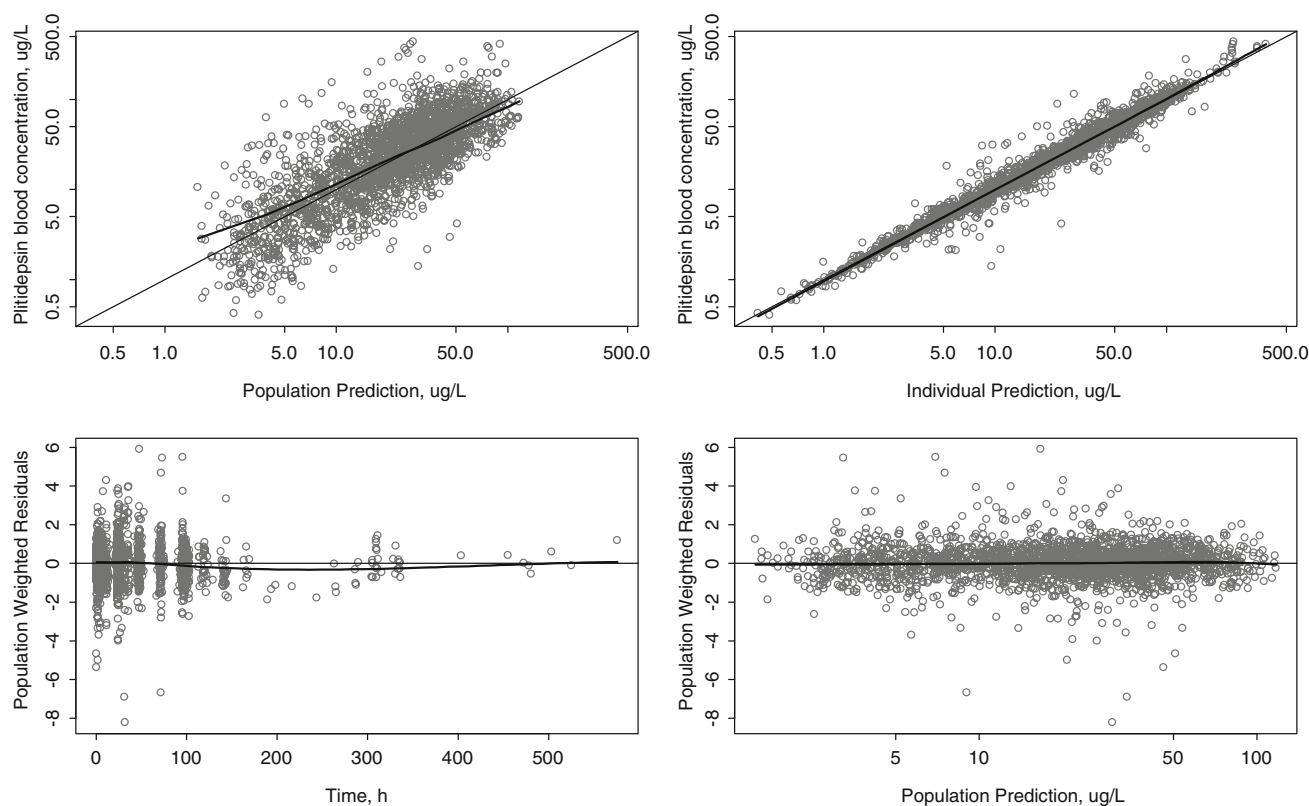 Plitidepsin blood concentration, ug/L
500.0
50.0
5.0
0.5
0.5 1.0 5.0 10.0 50.0 500.0
Population Prediction, ug/L
Plitidepsin blood concentration, ug/L
500.0
50.0
5.0
0.5
0.5 1.0 5.0 10.0 50.0 500.0
Individual Prediction, ug/L
Population Weighted Residuals
6
4
2
0
-2
-4
-6
-8
0 100 200 300 400 500
Time, h
Population Weighted Residuals
6
4
2
0
-2
-4
-6
-8
5 10 50 100
Population Prediction, ug/L